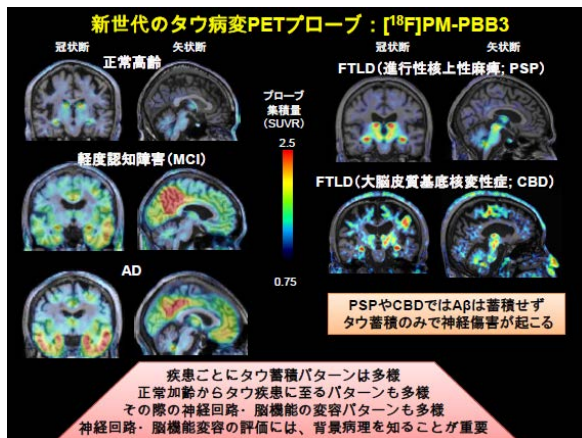 新世代のタウ病変PETプローブ：[¹⁸F]PM-PBB3
冠状断
矢状断
正常高齢
軽度認知障害（MCI）
AD
プローブ
集積量
（SUVR）
2.5
0.75
冠状断
矢状断
FTLD（進行性核上性麻痺; PSP）
FTLD（大脳皮質基底核変性症; CBD）
PSPやCBDではAβは蓄積せず
タウ蓄積のみで神経傷害が起こる
疾患ごとにタウ蓄積パターンは多様
正常加齢からタウ疾患に至るパターンも多様
その際の神経回路・脳機能の変容パターンも多様
神経回路・脳機能変容の評価には、背景病理を知ることが重要